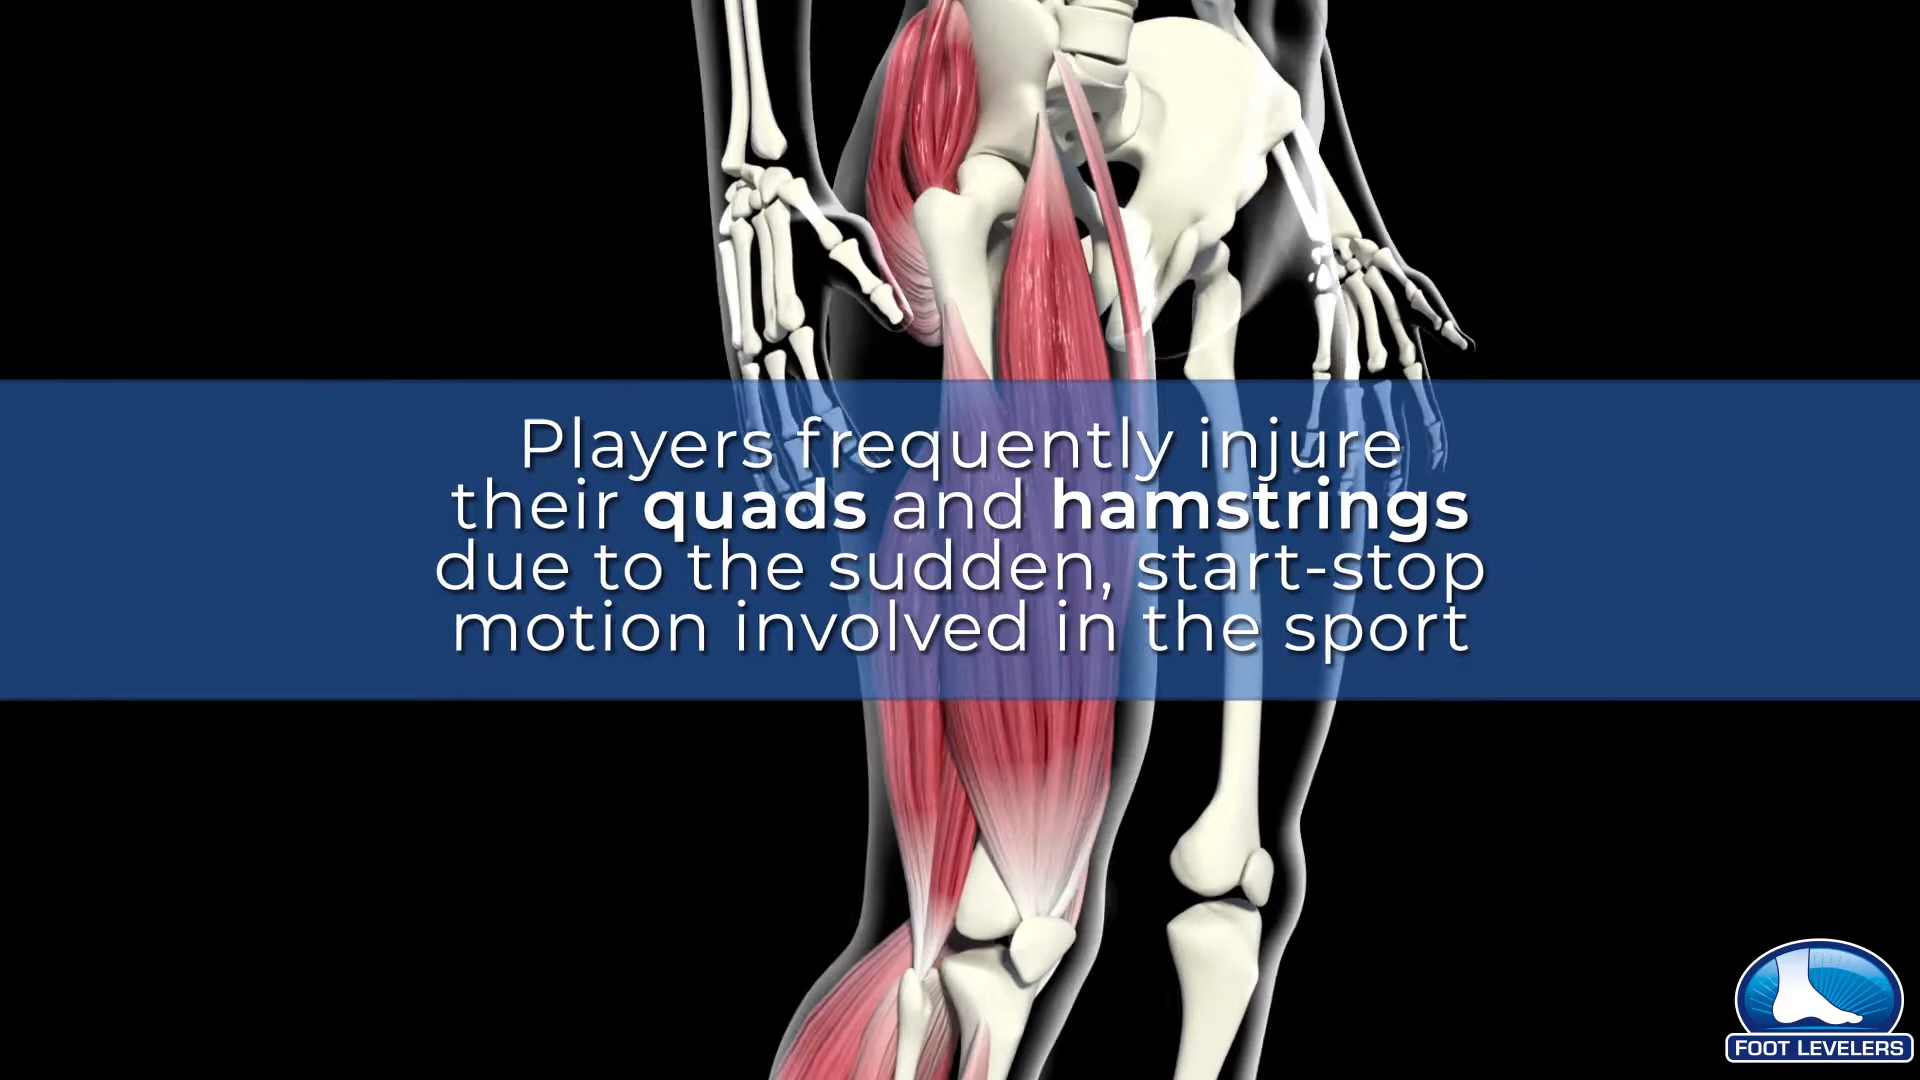 Players frequently injure
their quads and hamstrings
due to the sudden, start-stop
motion involved in the sport
FOOT LEVELERS